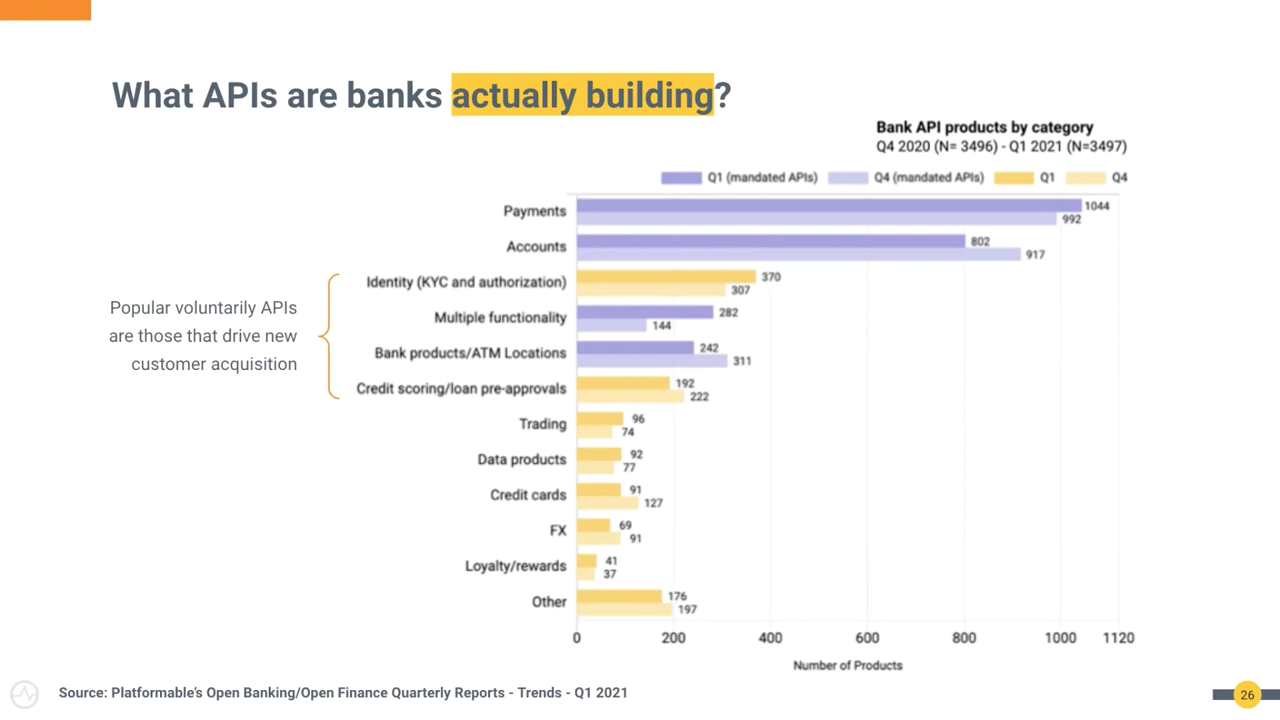 What APIs are banks actually building?
Bank API products by category
Q4 2020 (N= 3496) - Q1 2021 (N=3497)
Q1 (mandated APIs) Q4 (mandated APIs) Q1 Q4
Payments 1044
992
Accounts 802
917
Identity (KYC and authorization) 370
307
Multiple functionality 282
144
Bank products/ATM Locations 242
311
Credit scoring/loan pre-approvals 192
222
Trading 96
74
Data products 92
77
Credit cards 91
127
FX 69
91
Loyalty/rewards 41
37
Other 176
197
0 200 400 600 800 1000 1120
Number of Products
Popular voluntarily APIs
are those that drive new
customer acquisition
Source: Platformable’s Open Banking/Open Finance Quarterly Reports - Trends - Q1 2021
26